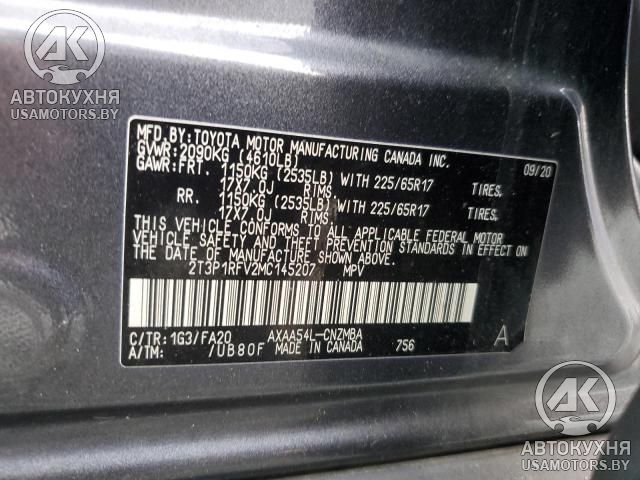 АК
АВТОКУХНЯ
USAMOTORS.BY
MFD.BY:TOYOTA MOTOR MANUFACTURING CANADA INC.
GVWR:2090KG (4610LB) 09/20
GAWR:FRT. 1150KG (2535LB) WITH 225/65R17 TIRES,
17X7.0J RIMS,
RR. 1150KG (2535LB) WITH 225/65R17 TIRES,
17X7.0J RIMS,
THIS VEHICLE CONFORMS TO ALL APPLICABLE FEDERAL MOTOR
VEHICLE SAFETY AND THEFT PREVENTION STANDARDS IN EFFECT ON
THE DATE OF MANUFACTURE SHOWN ABOVE.
2T3P1RFV2MC145207 MPV
C/TR:1G3/FA20 AXAA54L-CNZMBA A
A/TM: /UB80F MADE IN CANADA 756
АК
АВТОКУХНЯ
USAMOTORS.BY